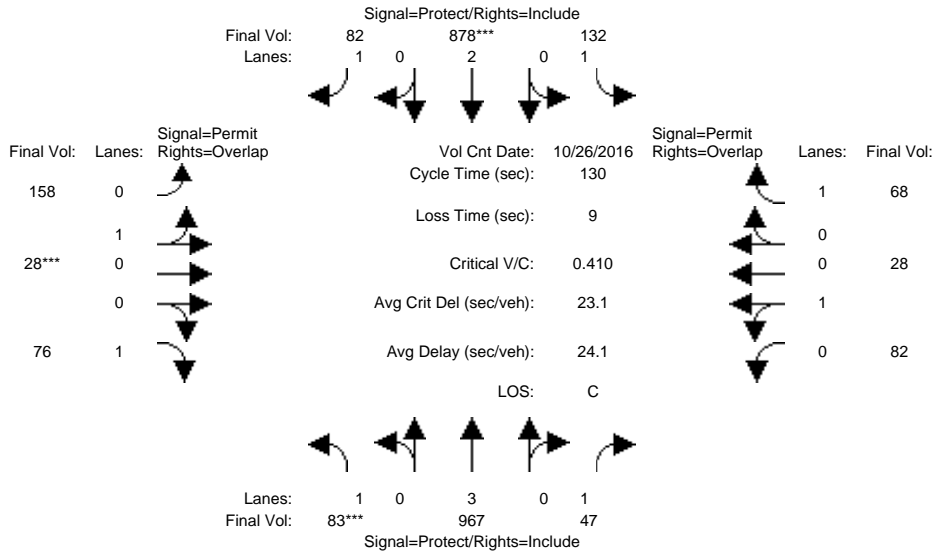 Signal=Protect/Rights=Include
Final Vol: 82 878*** 132
Lanes: 1 0 2 0 1
Signal=Permit Signal=Permit
Final Vol: Lanes: Rights=Overlap Vol Cnt Date: 10/26/2016 Rights=Overlap Lanes: Final Vol:
Cycle Time (sec): 130
158 0 1 68
Loss Time (sec): 9
1 0
28*** 0 Critical V/C: 0.410 0 28
0 Avg Crit Del (sec/veh): 23.1 1
76 1 Avg Delay (sec/veh): 24.1 0 82
LOS: C
Lanes: 1 0 3 0 1
Final Vol: 83*** 967 47
Signal=Protect/Rights=Include